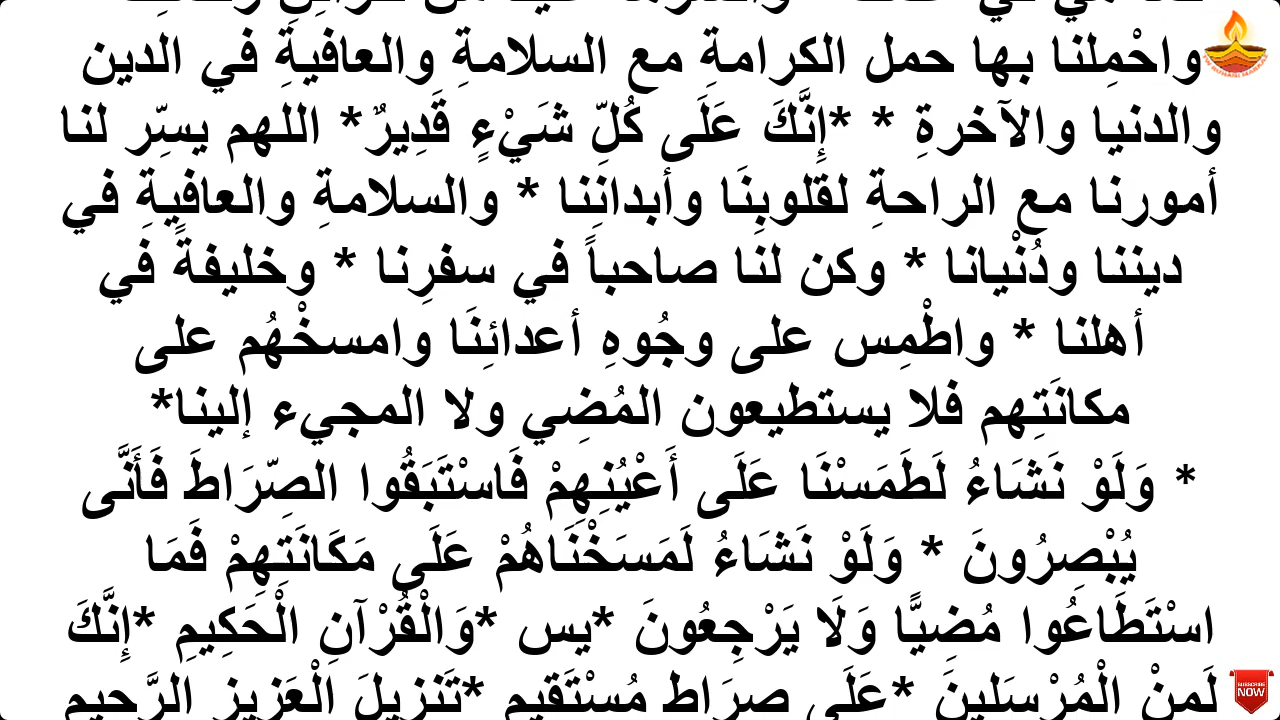 واحْمِلنا بها حمل الكرامةِ مع السلامةِ والعافيةِ في الدين
والدنيا والآخرةِ * *إِنَّكَ عَلَى كُلِّ شَيْءٍ قَدِيرٌ* اللهم يسِّر لنا
أمورنا مع الراحةِ لقلوبِنَا وأبدانِنا * والسلامةِ والعافيةِ في
ديننا ودُنْيانا * وكن لنا صاحباً في سفرِنا * وخليفةً في
أهلنا * واطْمِس على وجُوهِ أعدائِنَا وامسخْهُم على
مكانَتِهم فلا يستطيعون المُضِي ولا المجيء إلينا*
* وَلَوْ نَشَاءُ لَطَمَسْنَا عَلَى أَعْيُنِهِمْ فَاسْتَبَقُوا الصِّرَاطَ فَأَنَّى
يُبْصِرُونَ * وَلَوْ نَشَاءُ لَمَسَخْنَاهُمْ عَلَى مَكَانَتِهِمْ فَمَا
اسْتَطَاعُوا مُضِيًّا وَلَا يَرْجِعُونَ *يس *وَالْقُرْآنِ الْحَكِيمِ *إِنَّكَ
لَمِنْ الْمُرْسَلِينَ *عَلَى صِرَاطٍ مُسْتَقِيمٍ *تَنزِيلَ الْعَزِيزِ الرَّحِيمِ
SUBSCRIBE
NOW